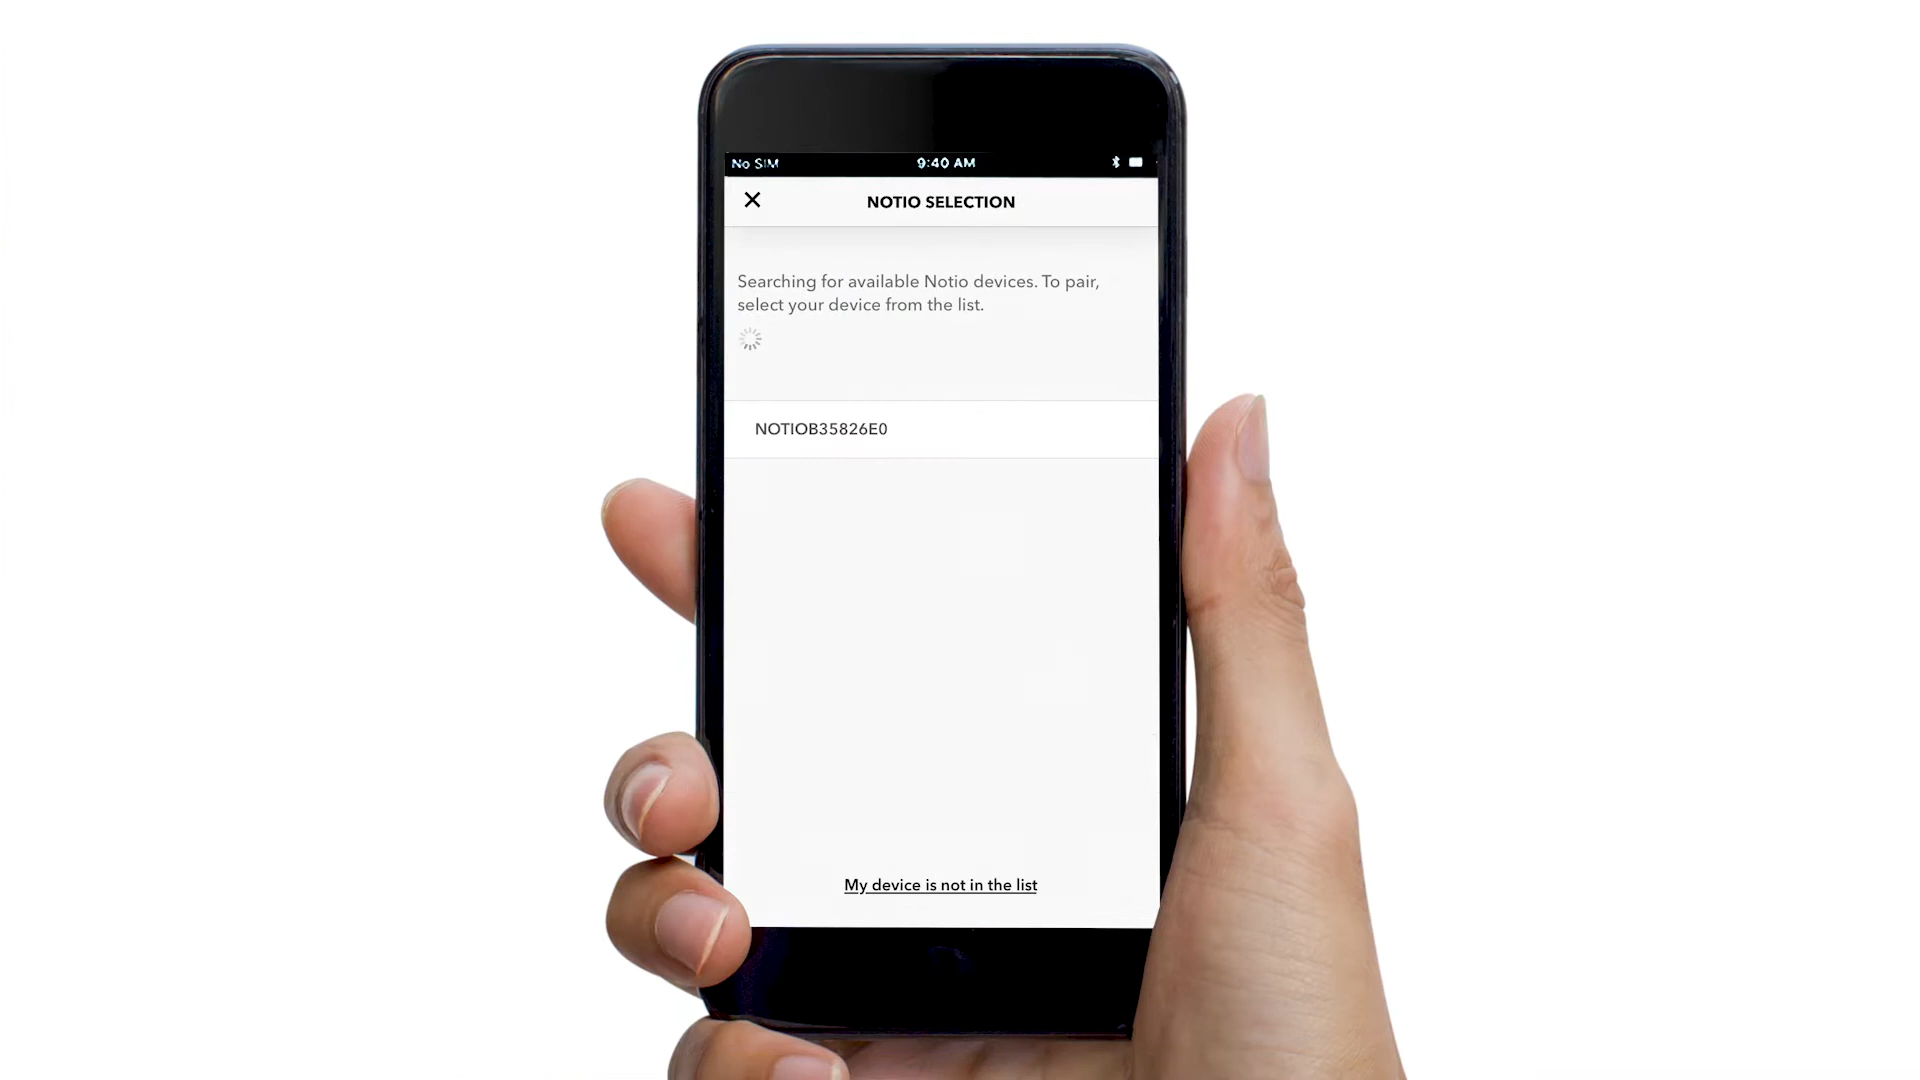 No SIM 9:40 AM
NOTIO SELECTION
Searching for available Notio devices. To pair,
select your device from the list.
NOTIOB35826E0
My device is not in the list